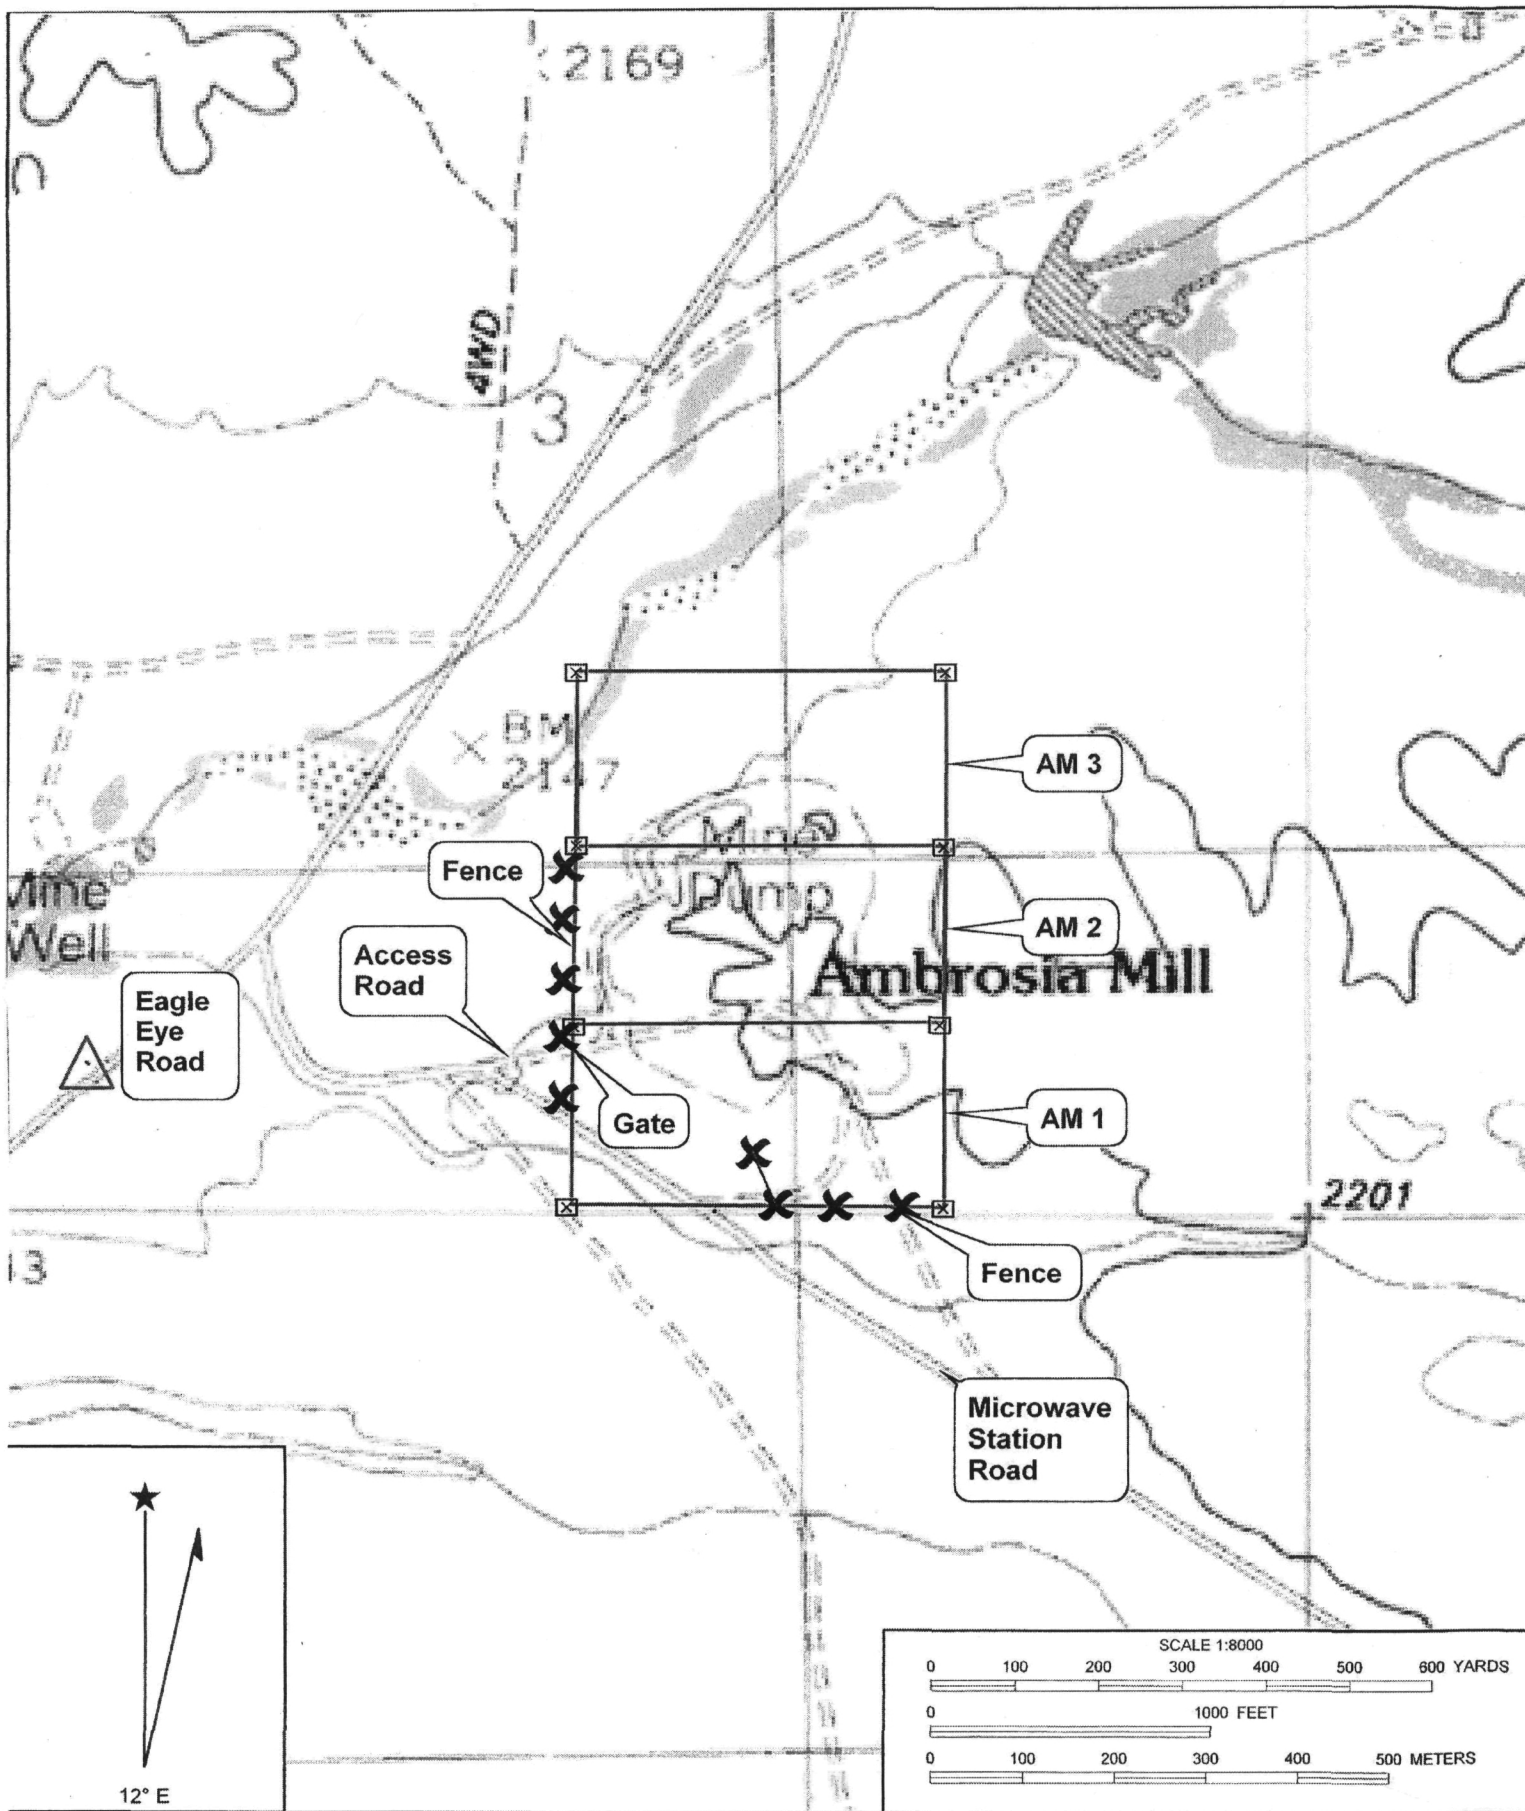 2169
4WD
3
BM
2147
AM 3
Mine
Dump
Fence
AM 2
Mine
Well
Access
Road
Ambrosia Mill
Eagle
Eye
Road
Gate
AM 1
2201
Fence
13
Microwave
Station
Road
12° E
SCALE 1:8000
0 100 200 300 400 500 600 YARDS
0 1000 FEET
0 100 200 300 400 500 METERS